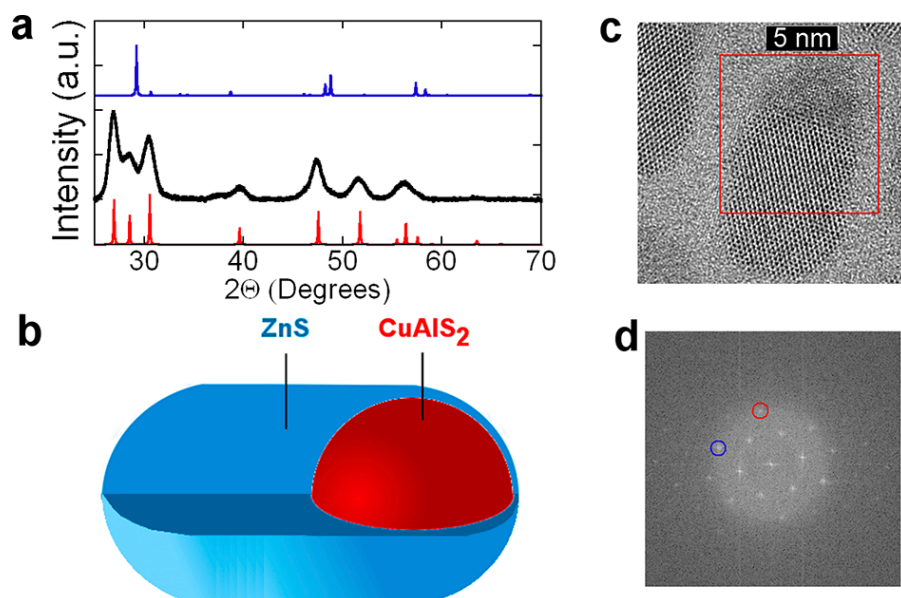 a
Intensity (a.u.)
30 40 50 60 70
2Θ (Degrees)
b
ZnS CuAlS2
c
5 nm
d